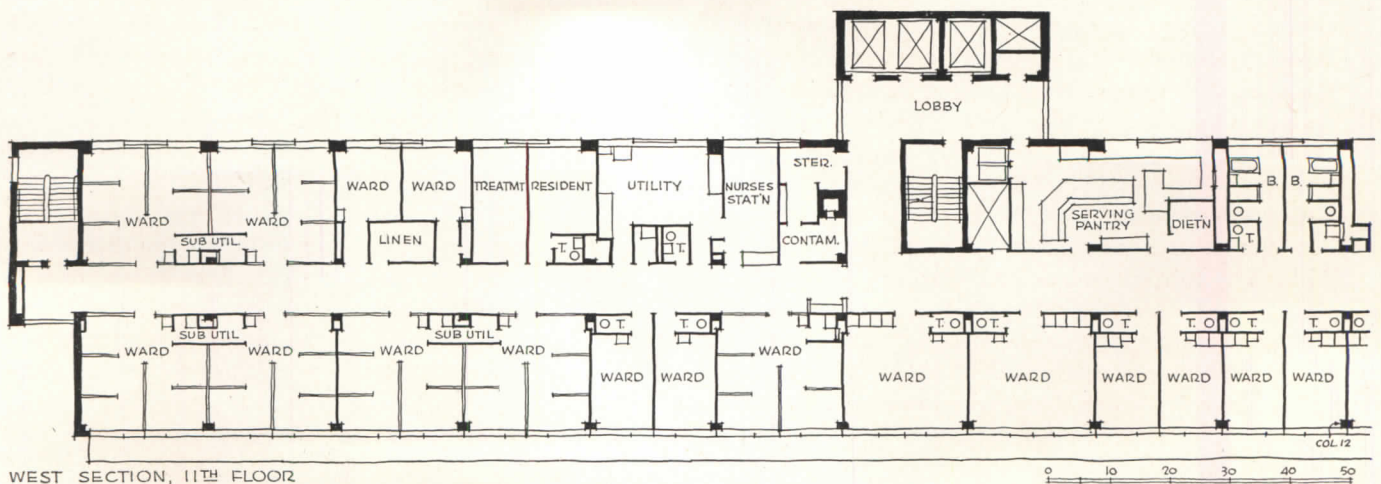 LOBBY
WARD WARD TREATMT RESIDENT UTILITY NURSES STAT'N STER.
WARD WARD SUB UTIL LINEN T. T. CONTAM. SERVING PANTRY DIET'N T. B. B.
SUB UTIL SUB UTIL T. T. T. T. T. T. T. T.
WARD WARD WARD WARD WARD WARD WARD WARD WARD WARD WARD WARD WARD
COL. 12
WEST SECTION, 11TH FLOOR
0 10 20 30 40 50